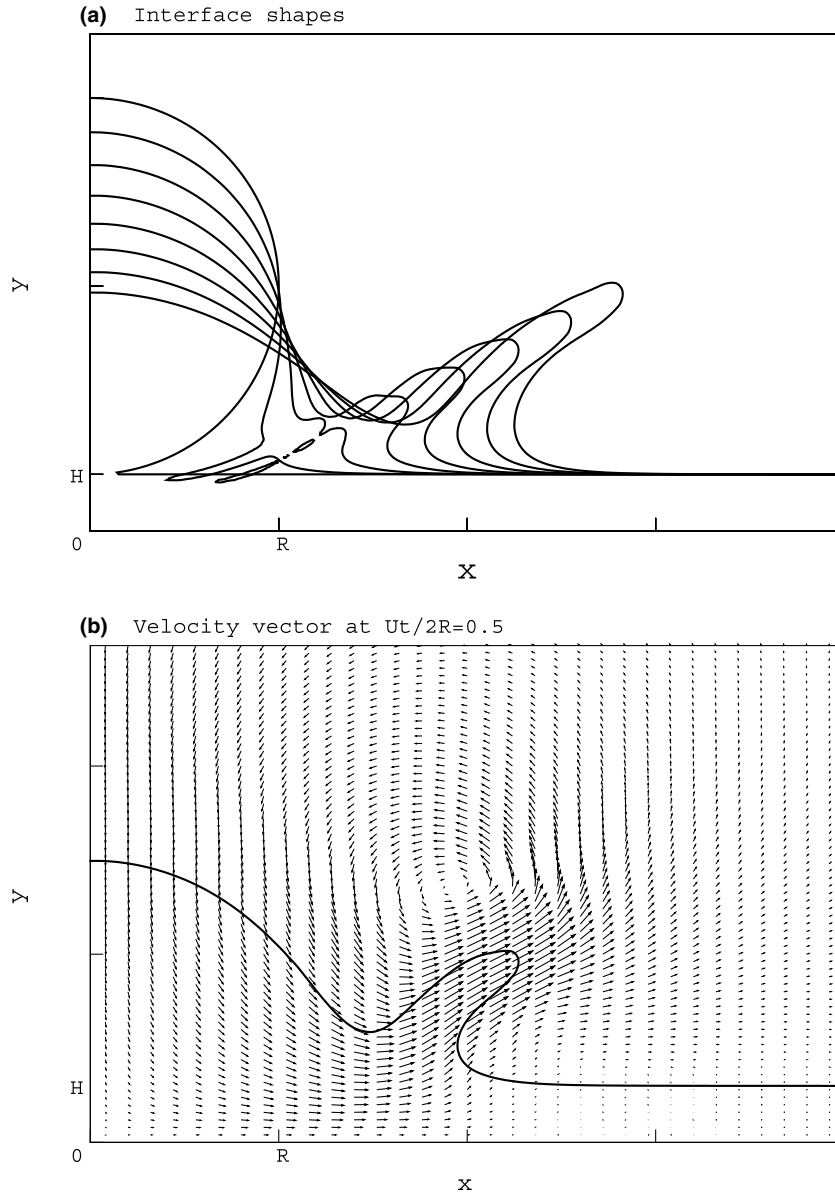 (a) Interface shapes
y
H
0 R
x
(b) Velocity vector at Ut/2R=0.5
y
H
0 R
x